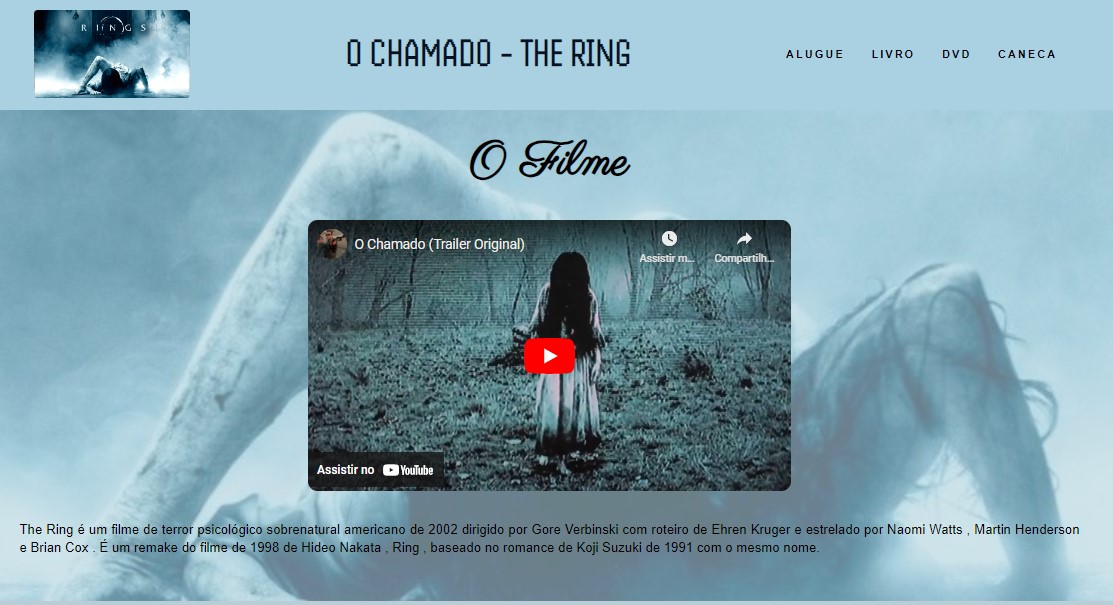 RINGS
O CHAMADO - THE RING
ALUGUE LIVRO DVD CANECA
O Filme
O Chamado (Trailer Original)
Assistir m... Compartilh...
Assistir no YouTube
The Ring é um filme de terror psicológico sobrenatural americano de 2002 dirigido por Gore Verbinski com roteiro de Ehren Kruger e estrelado por Naomi Watts , Martin Henderson
e Brian Cox . É um remake do filme de 1998 de Hideo Nakata , Ring , baseado no romance de Koji Suzuki de 1991 com o mesmo nome.